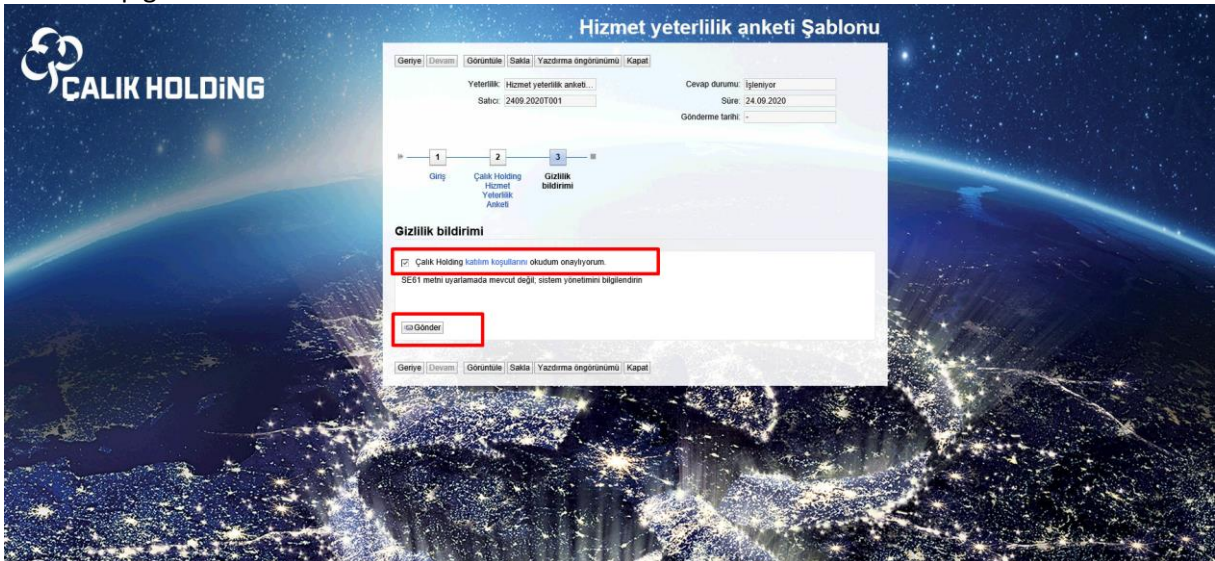 Hizmet yeterlilik anketi Şablonu
ÇALIK HOLDiNG
Geriye Devam Görüntüle Sakla Yazdırma öngörünümü Kapat
Yeterlilik: Hizmet yeterlilik anketi... Cevap durumu: İşleniyor
Satıcı: 2409.2020T001 Süre: 24.09.2020
Gönderme tarihi: -
1 2 3
Giriş Çalık Holding Hizmet Yeterlilik Anketi Gizlilik bildirimi
Gizlilik bildirimi
Çalık Holding katılım koşullarını okudum onaylıyorum.
SE61 metni uyarlamada mevcut değil; sistem yönetimini bilgilendirin
Gönder
Geriye Devam Görüntüle Sakla Yazdırma öngörünümü Kapat